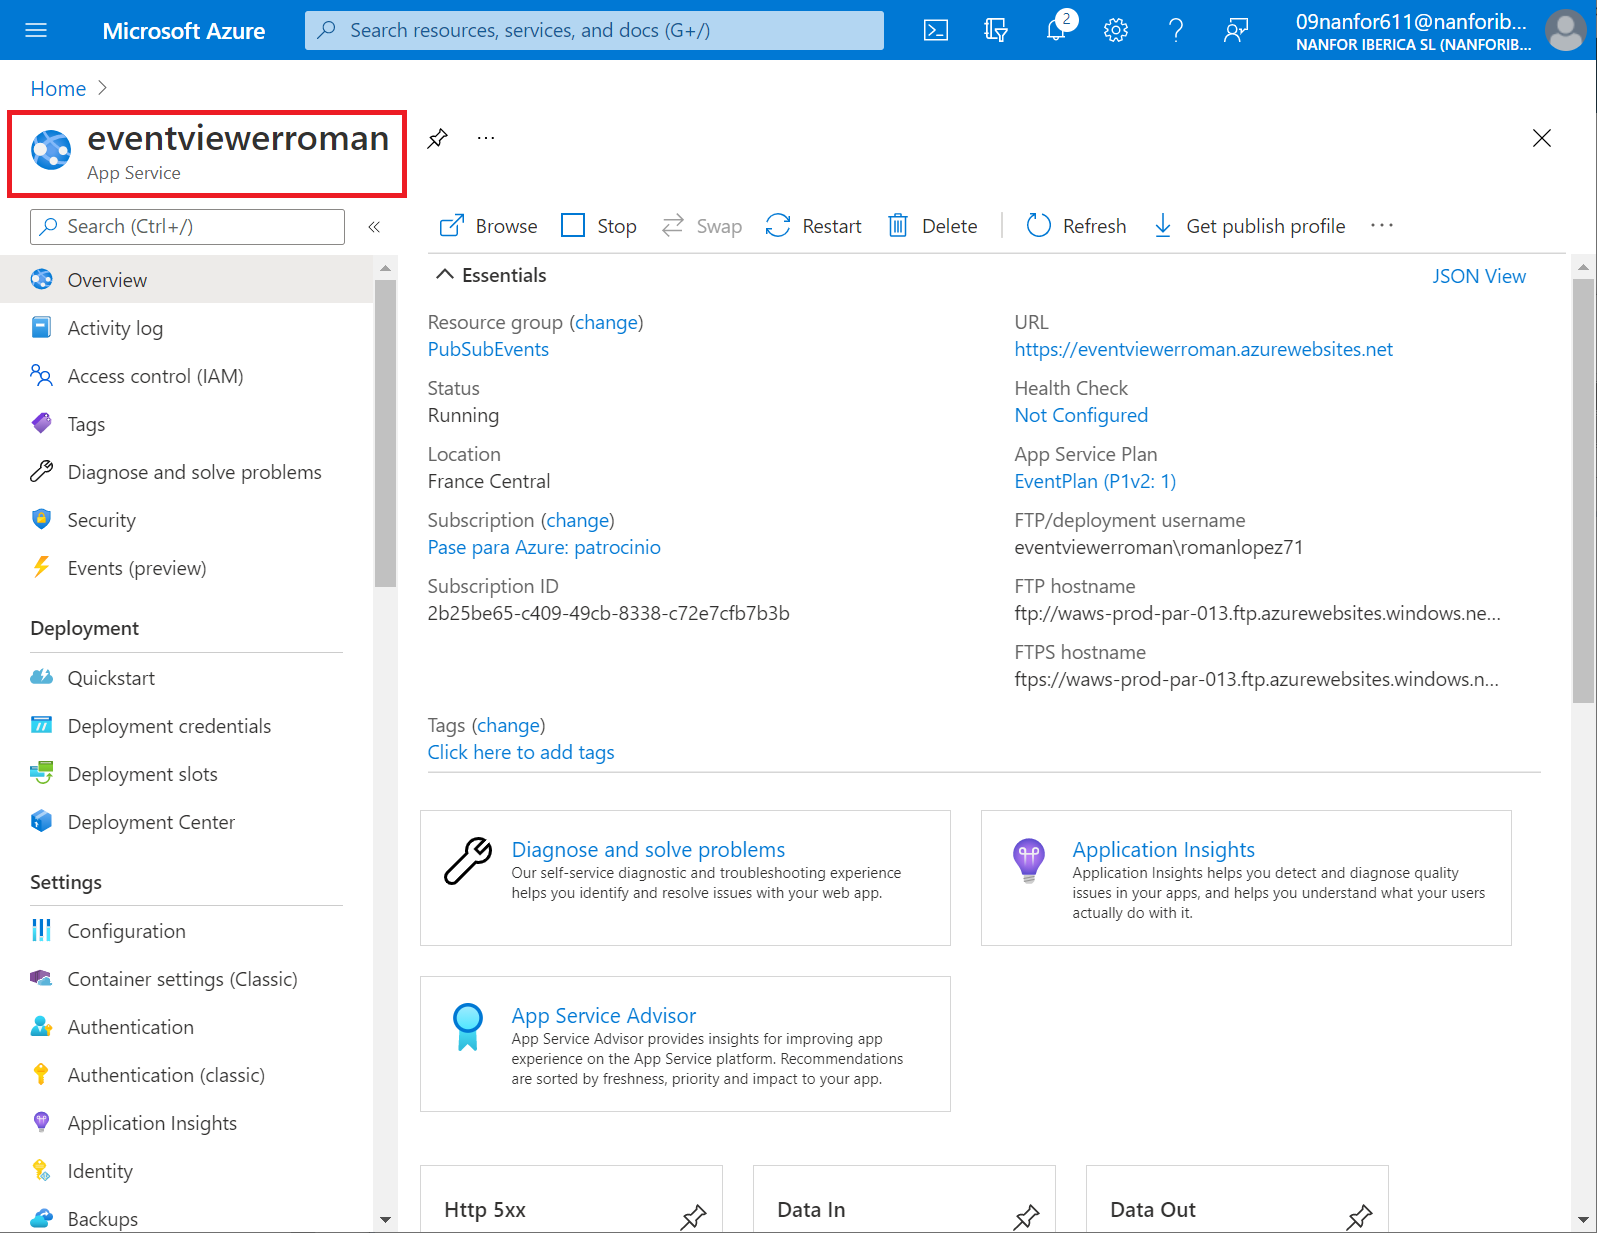 Microsoft Azure
Search resources, services, and docs (G+/)
2
09nanfor611@nanforib...
NANFOR IBERICA SL (NANFORIB...
Home
eventviewerroman
App Service
...
Search (Ctrl+/)
«
Browse
Stop
Swap
Restart
Delete
Refresh
Get publish profile
...
Overview
Activity log
Access control (IAM)
Tags
Diagnose and solve problems
Security
Events (preview)
Deployment
Quickstart
Deployment credentials
Deployment slots
Deployment Center
Settings
Configuration
Container settings (Classic)
Authentication
Authentication (classic)
Application Insights
Identity
Backups
Essentials
JSON View
Resource group (change)
PubSubEvents
Status
Running
Location
France Central
Subscription (change)
Pase para Azure: patrocinio
Subscription ID
2b25be65-c409-49cb-8338-c72e7cfb7b3b
URL
https://eventviewerroman.azurewebsites.net
Health Check
Not Configured
App Service Plan
EventPlan (P1v2: 1)
FTP/deployment username
eventviewerroman\romanlopez71
FTP hostname
ftp://waws-prod-par-013.ftp.azurewebsites.windows.ne...
FTPS hostname
ftps://waws-prod-par-013.ftp.azurewebsites.windows.n...
Tags (change)
Click here to add tags
Diagnose and solve problems
Our self-service diagnostic and troubleshooting experience
helps you identify and resolve issues with your web app.
Application Insights
Application Insights helps you detect and diagnose quality
issues in your apps, and helps you understand what your users
actually do with it.
App Service Advisor
App Service Advisor provides insights for improving app
experience on the App Service platform. Recommendations
are sorted by freshness, priority and impact to your app.
Http 5xx
Data In
Data Out